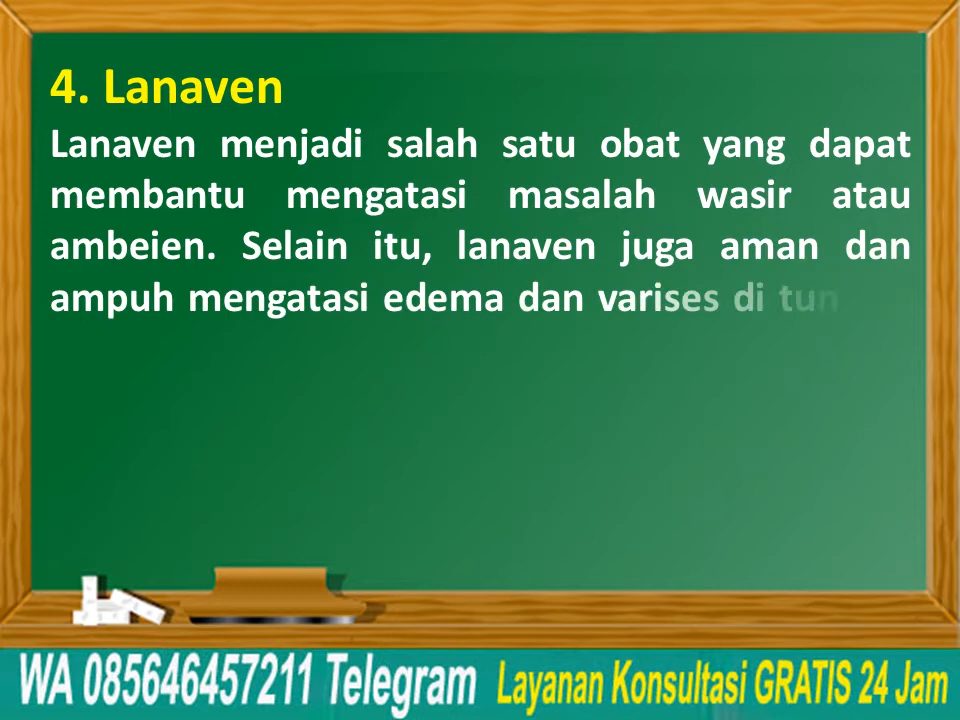 4. Lanaven
Lanaven menjadi salah satu obat yang dapat
membantu mengatasi masalah wasir atau
ambeien. Selain itu, lanaven juga aman dan
ampuh mengatasi edema dan varises di tun
WA 085646457211 Telegram Layanan Konsultasi GRATIS 24 Jam